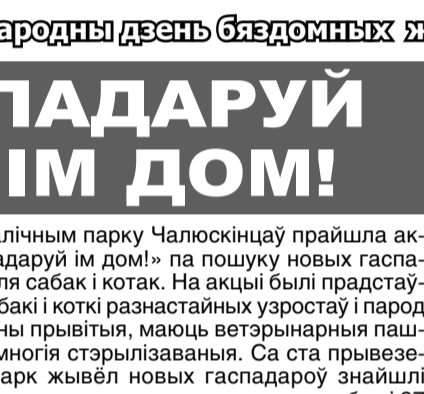 ародны дзень бяздомных ж
ПАДАРУЙ
ІМ ДОМ!
алічным парку Чалюскінцаў прайшла ак-
адаруй ім дом!» па пошуку новых гаспа-
ля сабак і котак. На акцыі былі прадстаў-
бакі і коткі разнастайных узростаў і парод
ны прывітыя, маюць ветэрынарныя паш-
многія стэрылізаваныя. Са ста прывезе-
арк жывёл новых гаспадароў знайшлі